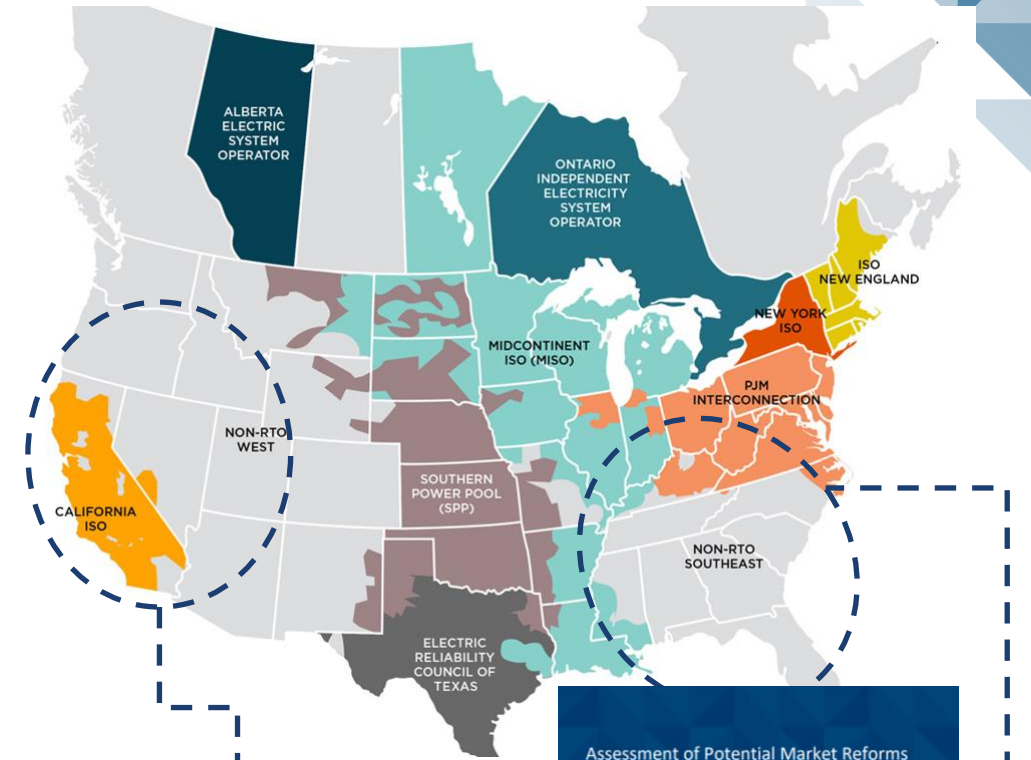 ALBERTA
ELECTRIC
SYSTEM
OPERATOR
ONTARIO
INDEPENDENT
ELECTRICITY
SYSTEM
OPERATOR
ISO
NEW ENGLAND
NEW YORK
ISO
MIDCONTINENT
ISO (MISO)
PJM
INTERCONNECTION
NON-RTO
WEST
SOUTHERN
POWER POOL
(SPP)
CALIFORNIA
ISO
NON-RTO
SOUTHEAST
ELECTRIC
RELIABILITY
COUNCIL OF
TEXAS
Assessment of Potential Market Reforms